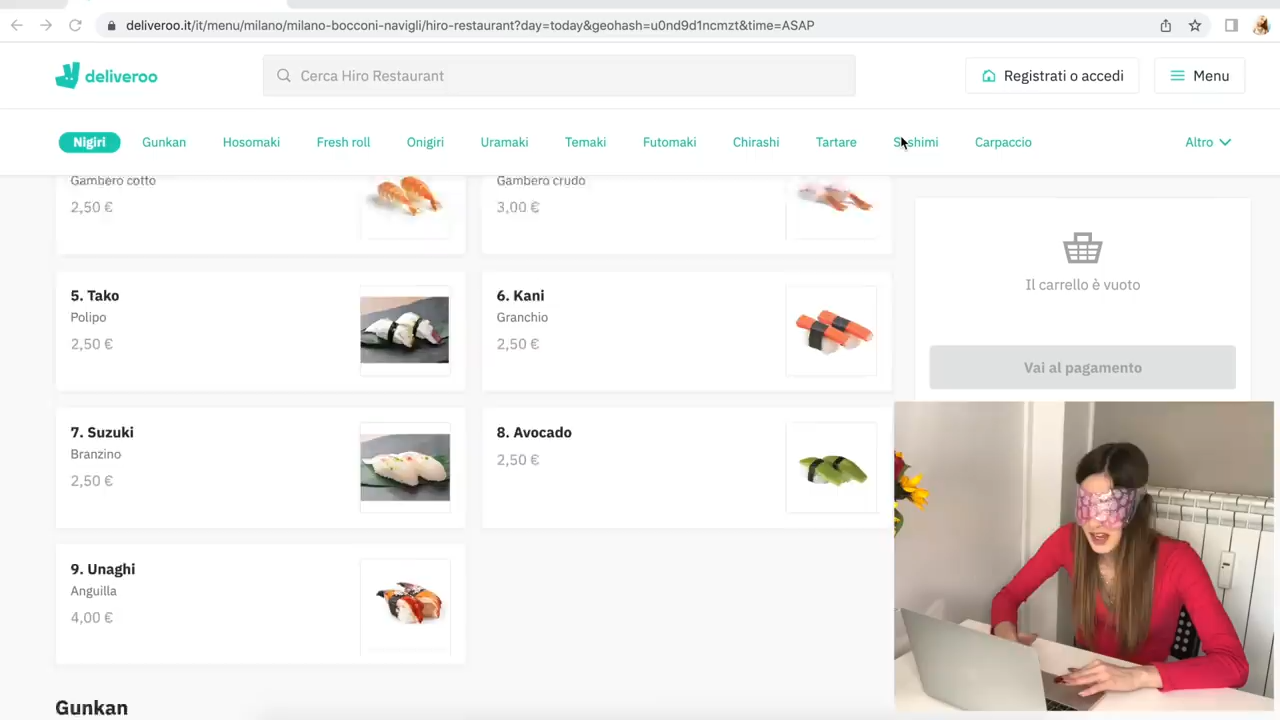 deliveroo.it/it/menu/milano/milano-bocconi-navigli/hiro-restaurant?day=today&geohash=u0nd9d1ncmzt&time=ASAP
deliveroo
Cerca Hiro Restaurant
Registrati o accedi
Menu
Nigiri
Gunkan
Hosomaki
Fresh roll
Onigiri
Uramaki
Temaki
Futomaki
Chirashi
Tartare
Sashimi
Carpaccio
Altro
Gambero cotto
2,50 €
Gambero crudo
3,00 €
5. Tako
Polipo
2,50 €
6. Kani
Granchio
2,50 €
7. Suzuki
Branzino
2,50 €
8. Avocado
2,50 €
9. Unaghi
Anguilla
4,00 €
Il carrello è vuoto
Vai al pagamento
Gunkan